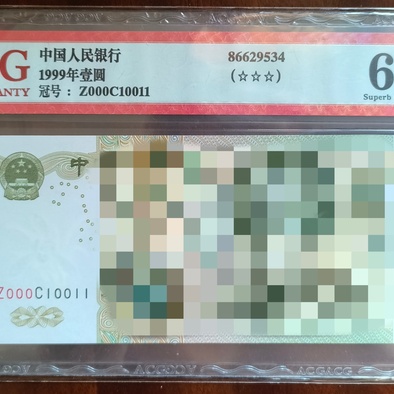 G
中国人民银行
1999年壹圆
冠号：Z000C10011
ANTY
86629534
(☆☆☆)
6
Superb
中
Z000C10011
ACGACG